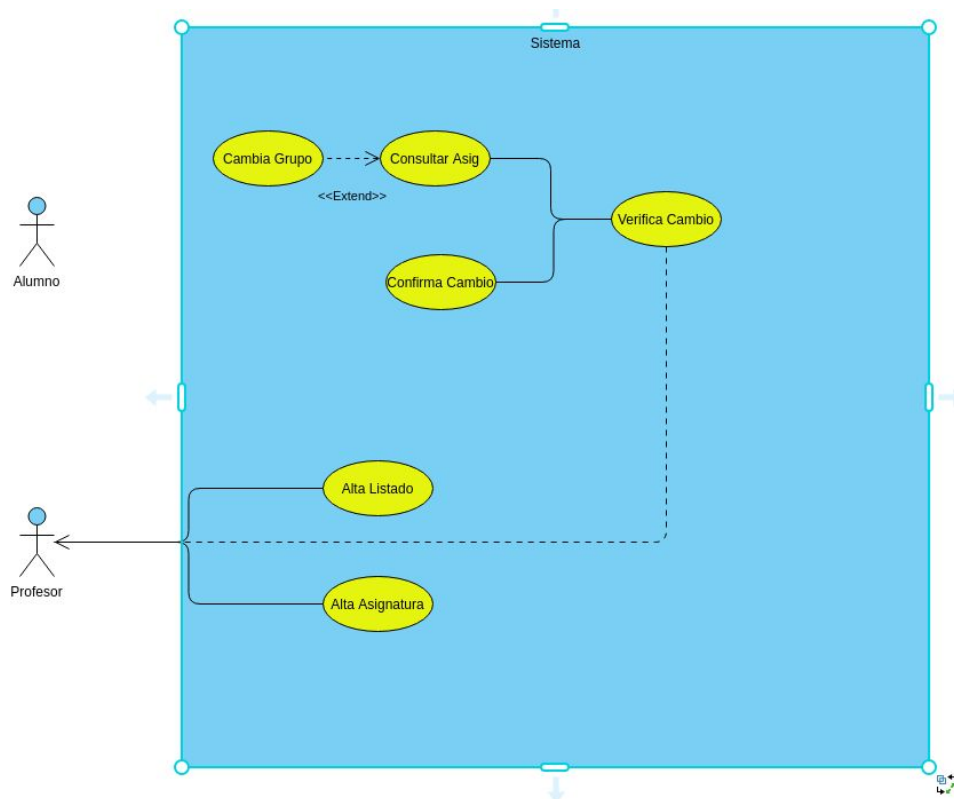 Sistema
Cambia Grupo
Consultar Asig
<<Extend>>
Verifica Cambio
Alumno
Confirma Cambio
Alta Listado
Profesor
Alta Asignatura